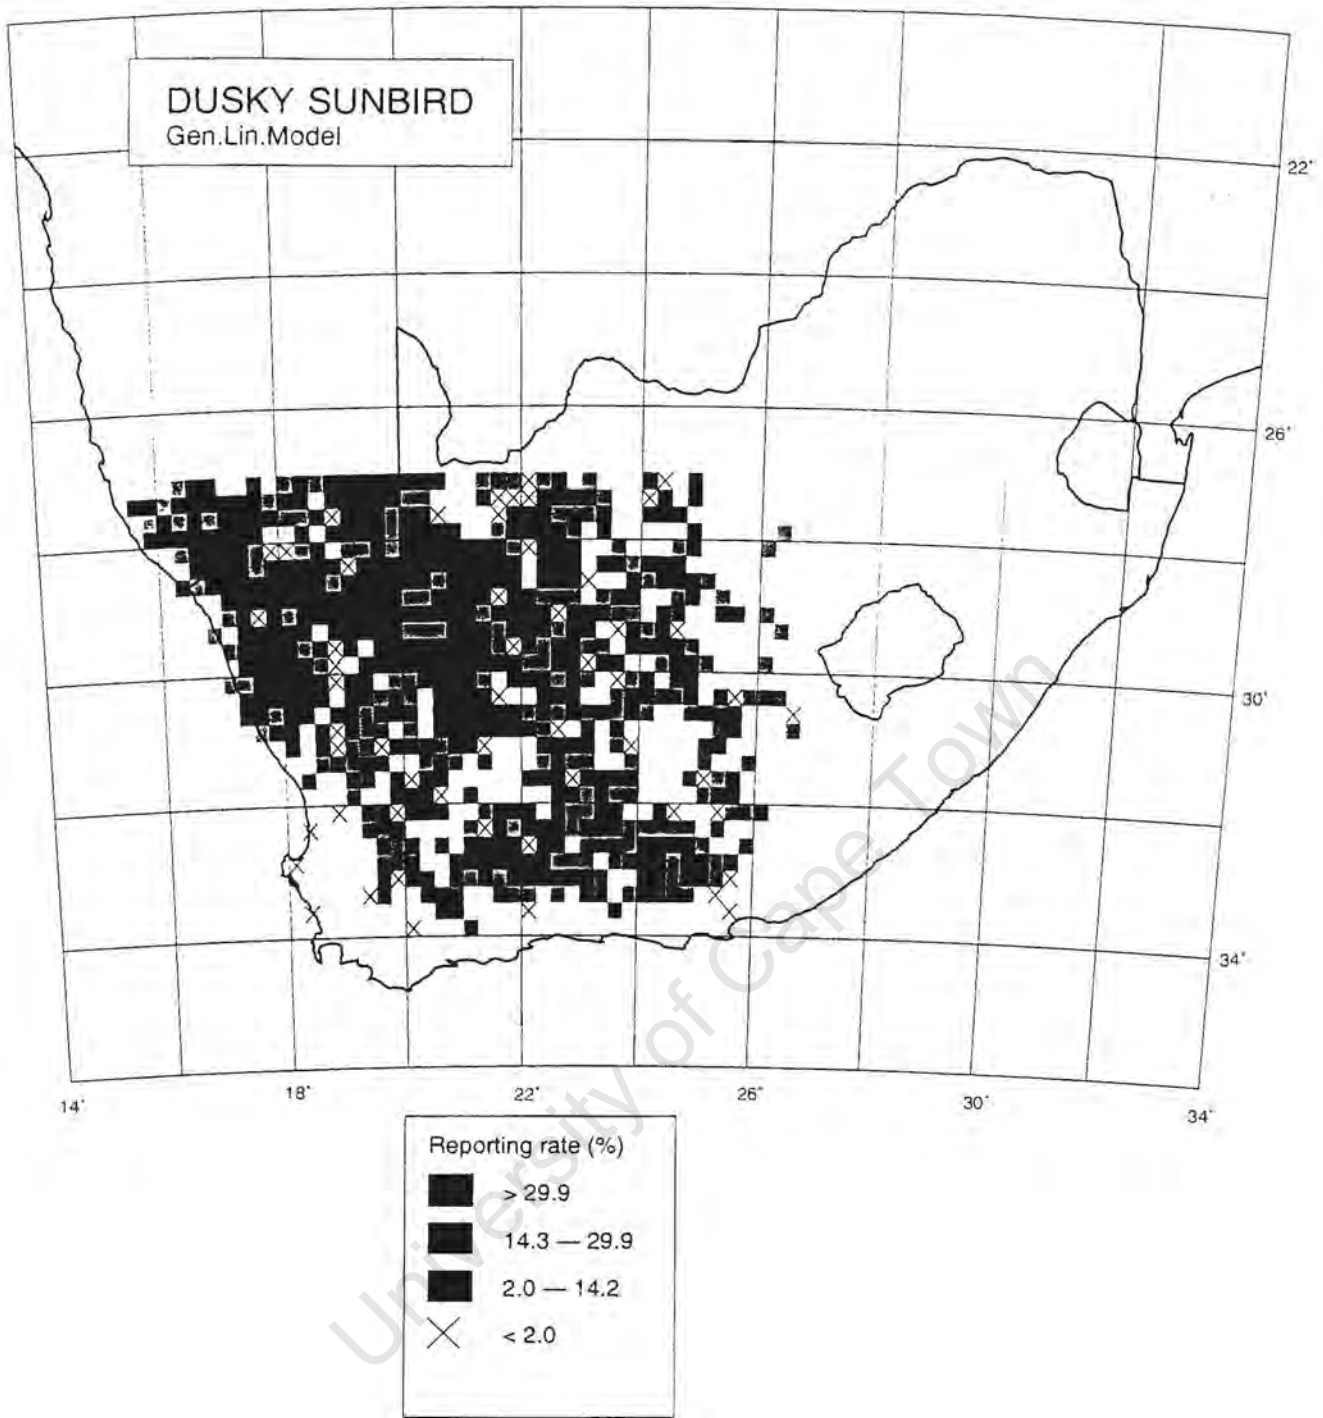 DUSKY SUNBIRD
Gen.Lin.Model
22°
26°
30°
34°
14°
18°
22°
26°
30°
34°
Reporting rate (%)
> 29.9
14.3 — 29.9
2.0 — 14.2
< 2.0
University of Cape Town